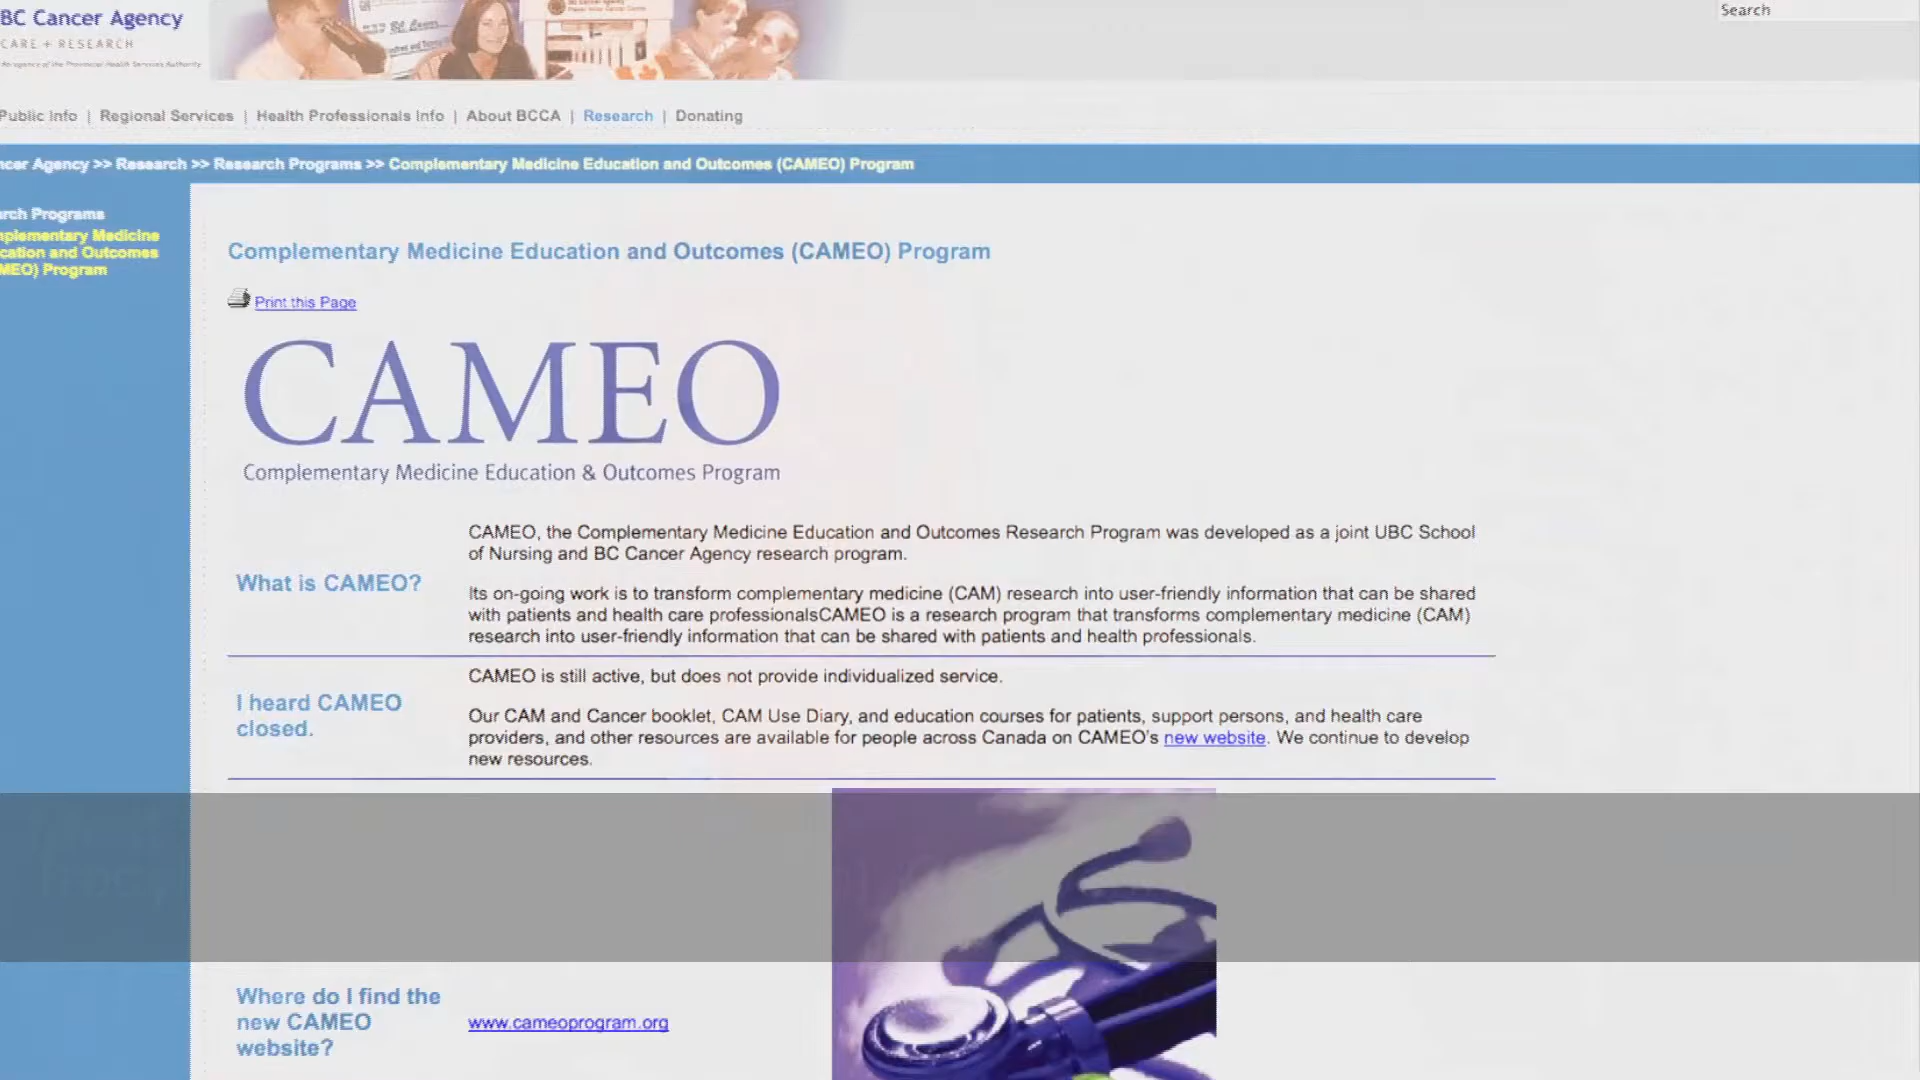 BC Cancer Agency
CARE + RESEARCH
An agency of the Provincial Health Services Authority
Search
Public Info | Regional Services | Health Professionals Info | About BCCA | Research | Donating
ncer Agency >> Research >> Research Programs >> Complementary Medicine Education and Outcomes (CAMEO) Program
rch Programs
mplementary Medicine
cation and Outcomes
MEO) Program
Complementary Medicine Education and Outcomes (CAMEO) Program
Print this Page
CAMEO
Complementary Medicine Education & Outcomes Program
What is CAMEO?
CAMEO, the Complementary Medicine Education and Outcomes Research Program was developed as a joint UBC School
of Nursing and BC Cancer Agency research program.
Its on-going work is to transform complementary medicine (CAM) research into user-friendly information that can be shared
with patients and health care professionalsCAMEO is a research program that transforms complementary medicine (CAM)
research into user-friendly information that can be shared with patients and health professionals.
I heard CAMEO
closed.
CAMEO is still active, but does not provide individualized service.
Our CAM and Cancer booklet, CAM Use Diary, and education courses for patients, support persons, and health care
providers, and other resources are available for people across Canada on CAMEO's new website. We continue to develop
new resources.
Where do I find the
new CAMEO
website?
www.cameoprogram.org